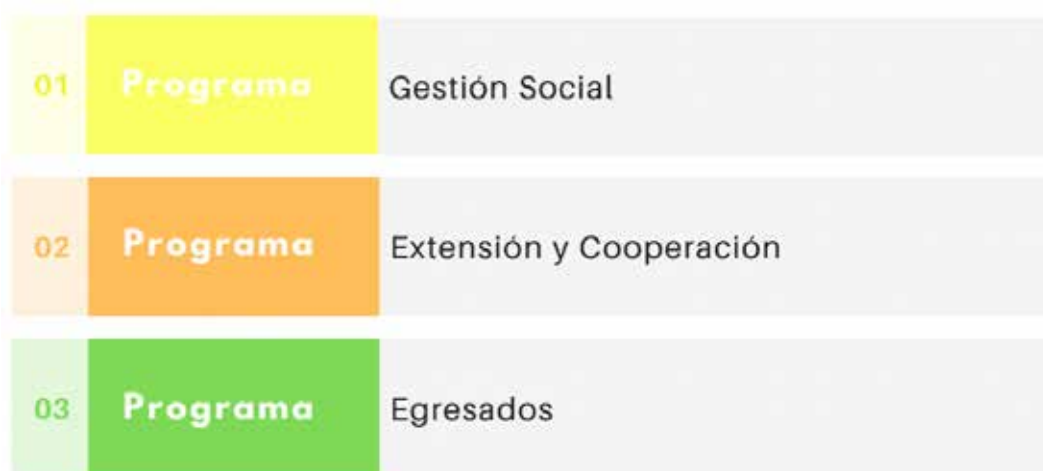 01 Programa Gestión Social
02 Programa Extensión y Cooperación
03 Programa Egresados